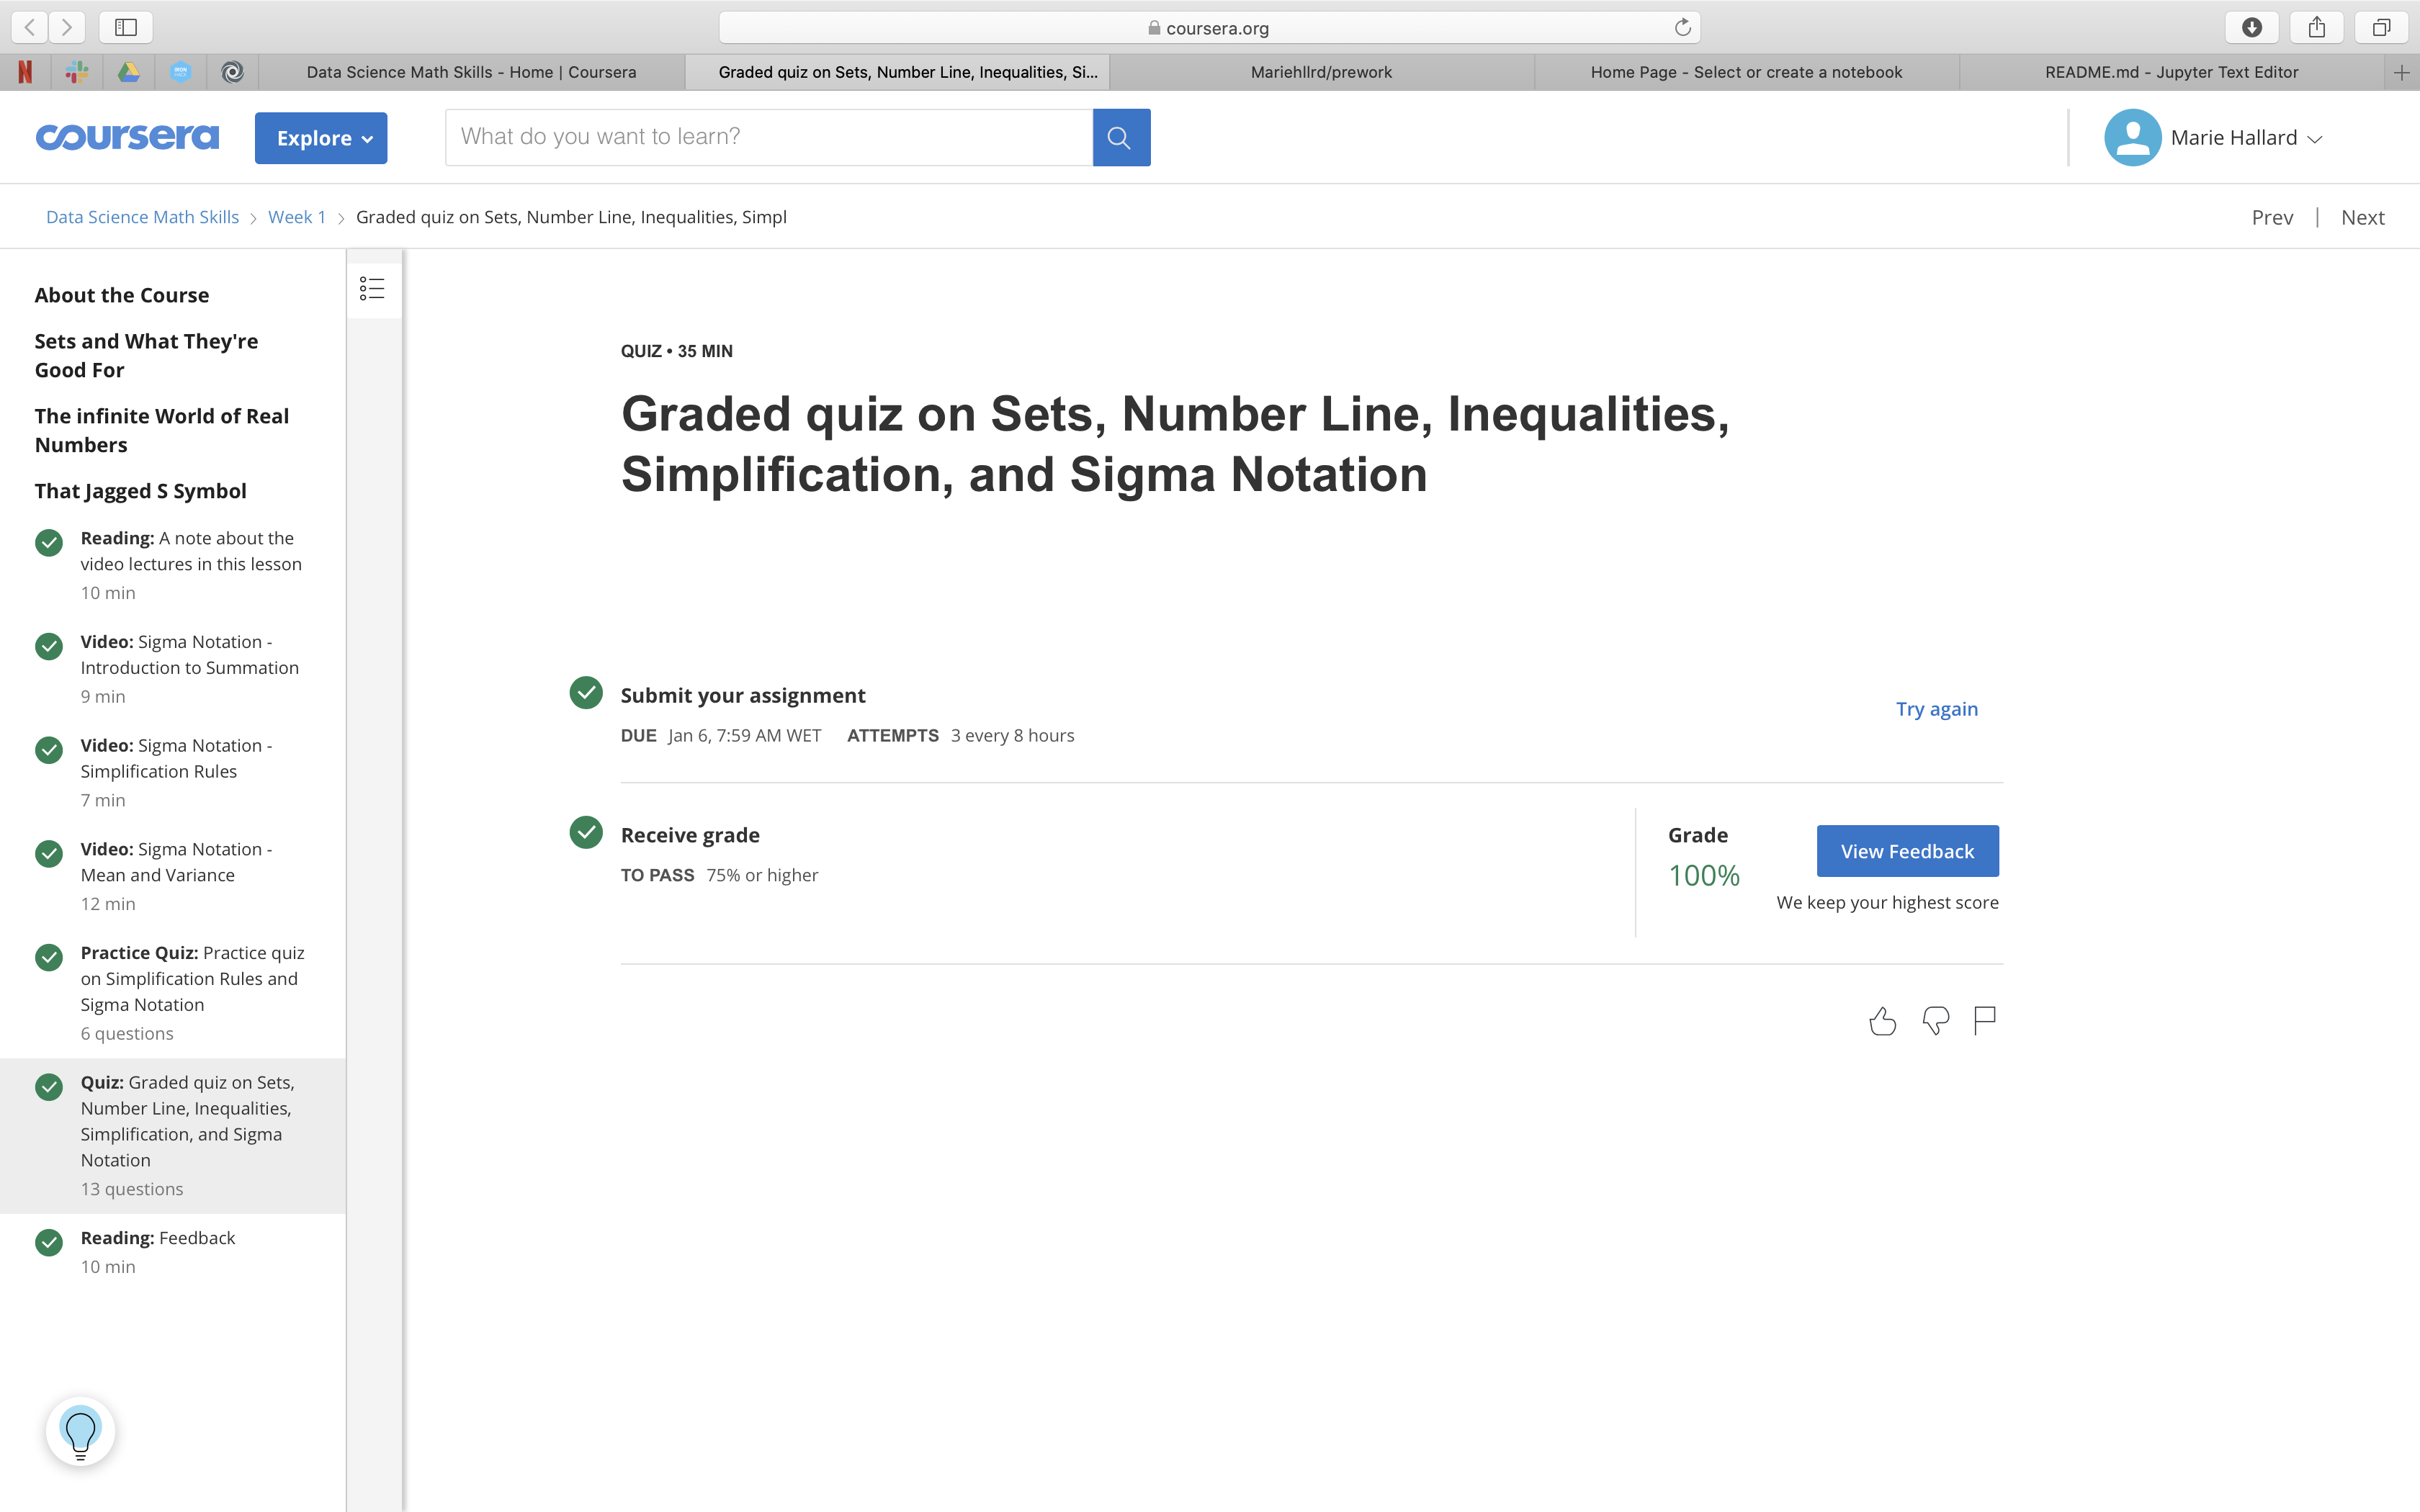 coursera.org
Data Science Math Skills - Home | Coursera
Graded quiz on Sets, Number Line, Inequalities, Si...
Mariehllrd/prework
Home Page - Select or create a notebook
README.md - Jupyter Text Editor
coursera
Explore
What do you want to learn?
Marie Hallard
Data Science Math Skills
Week 1
Graded quiz on Sets, Number Line, Inequalities, Simpl
Prev | Next
About the Course
Sets and What They're
Good For
The infinite World of Real
Numbers
That Jagged S Symbol
Reading: A note about the
video lectures in this lesson
10 min
Video: Sigma Notation -
Introduction to Summation
9 min
Video: Sigma Notation -
Simplification Rules
7 min
Video: Sigma Notation -
Mean and Variance
12 min
Practice Quiz: Practice quiz
on Simplification Rules and
Sigma Notation
6 questions
Quiz: Graded quiz on Sets,
Number Line, Inequalities,
Simplification, and Sigma
Notation
13 questions
Reading: Feedback
10 min
QUIZ • 35 MIN
Graded quiz on Sets, Number Line, Inequalities,
Simplification, and Sigma Notation
Submit your assignment
DUE Jan 6, 7:59 AM WET ATTEMPTS 3 every 8 hours
Try again
Receive grade
TO PASS 75% or higher
Grade
100%
View Feedback
We keep your highest score